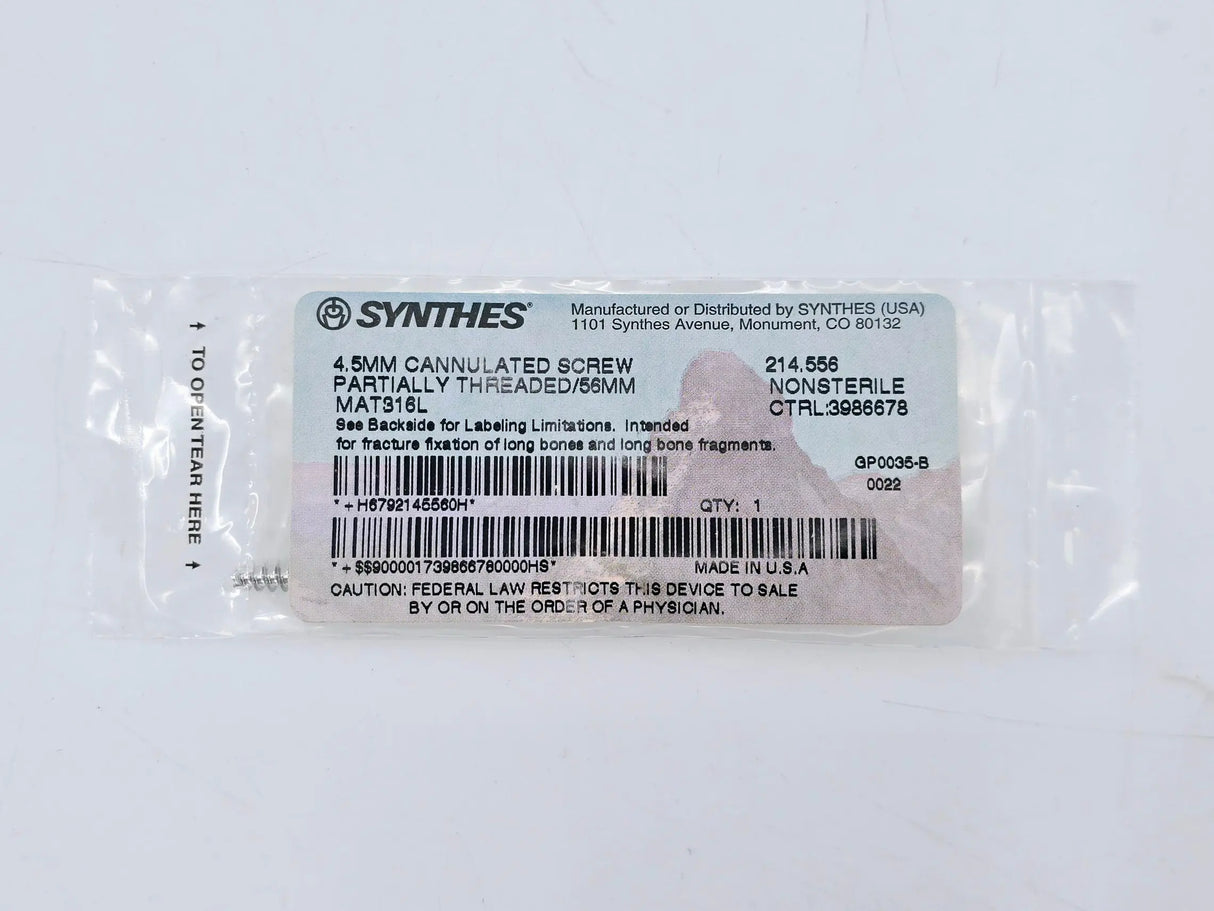 TO OPEN TEAR HERE
SYNTHES®
Manufactured or Distributed by SYNTHES (USA)
1101 Synthes Avenue, Monument, CO 80132
4.5MM CANNULATED SCREW
PARTIALLY THREADED/56MM
MAT316L
214.556
NONSTERILE
CTRL:3986678
See Backside for Labeling Limitations. Intended
for fracture fixation of long bones and long bone fragments.
GP0035-B
0022
*+H6792145560H*
QTY: 1
*+$$900001739866780000HS*
MADE IN U.S.A
CAUTION: FEDERAL LAW RESTRICTS THIS DEVICE TO SALE
BY OR ON THE ORDER OF A PHYSICIAN.